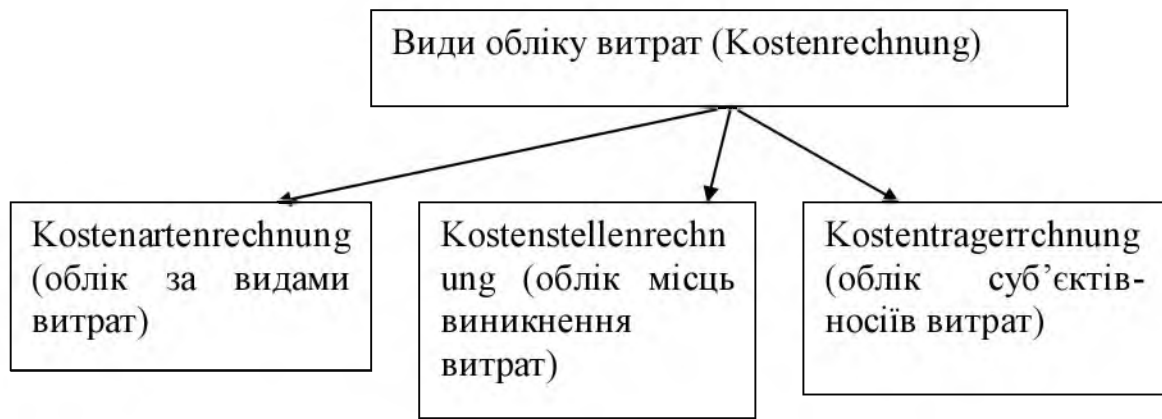 Види обліку витрат (Kostenrechnung)
Kostenartenrechnung
(облік за видами
витрат)
Kostenstellenrechn
ung (облік місць
виникнення
витрат)
Kostentragerrchnung
(облік суб’єктів-
носіїв витрат)